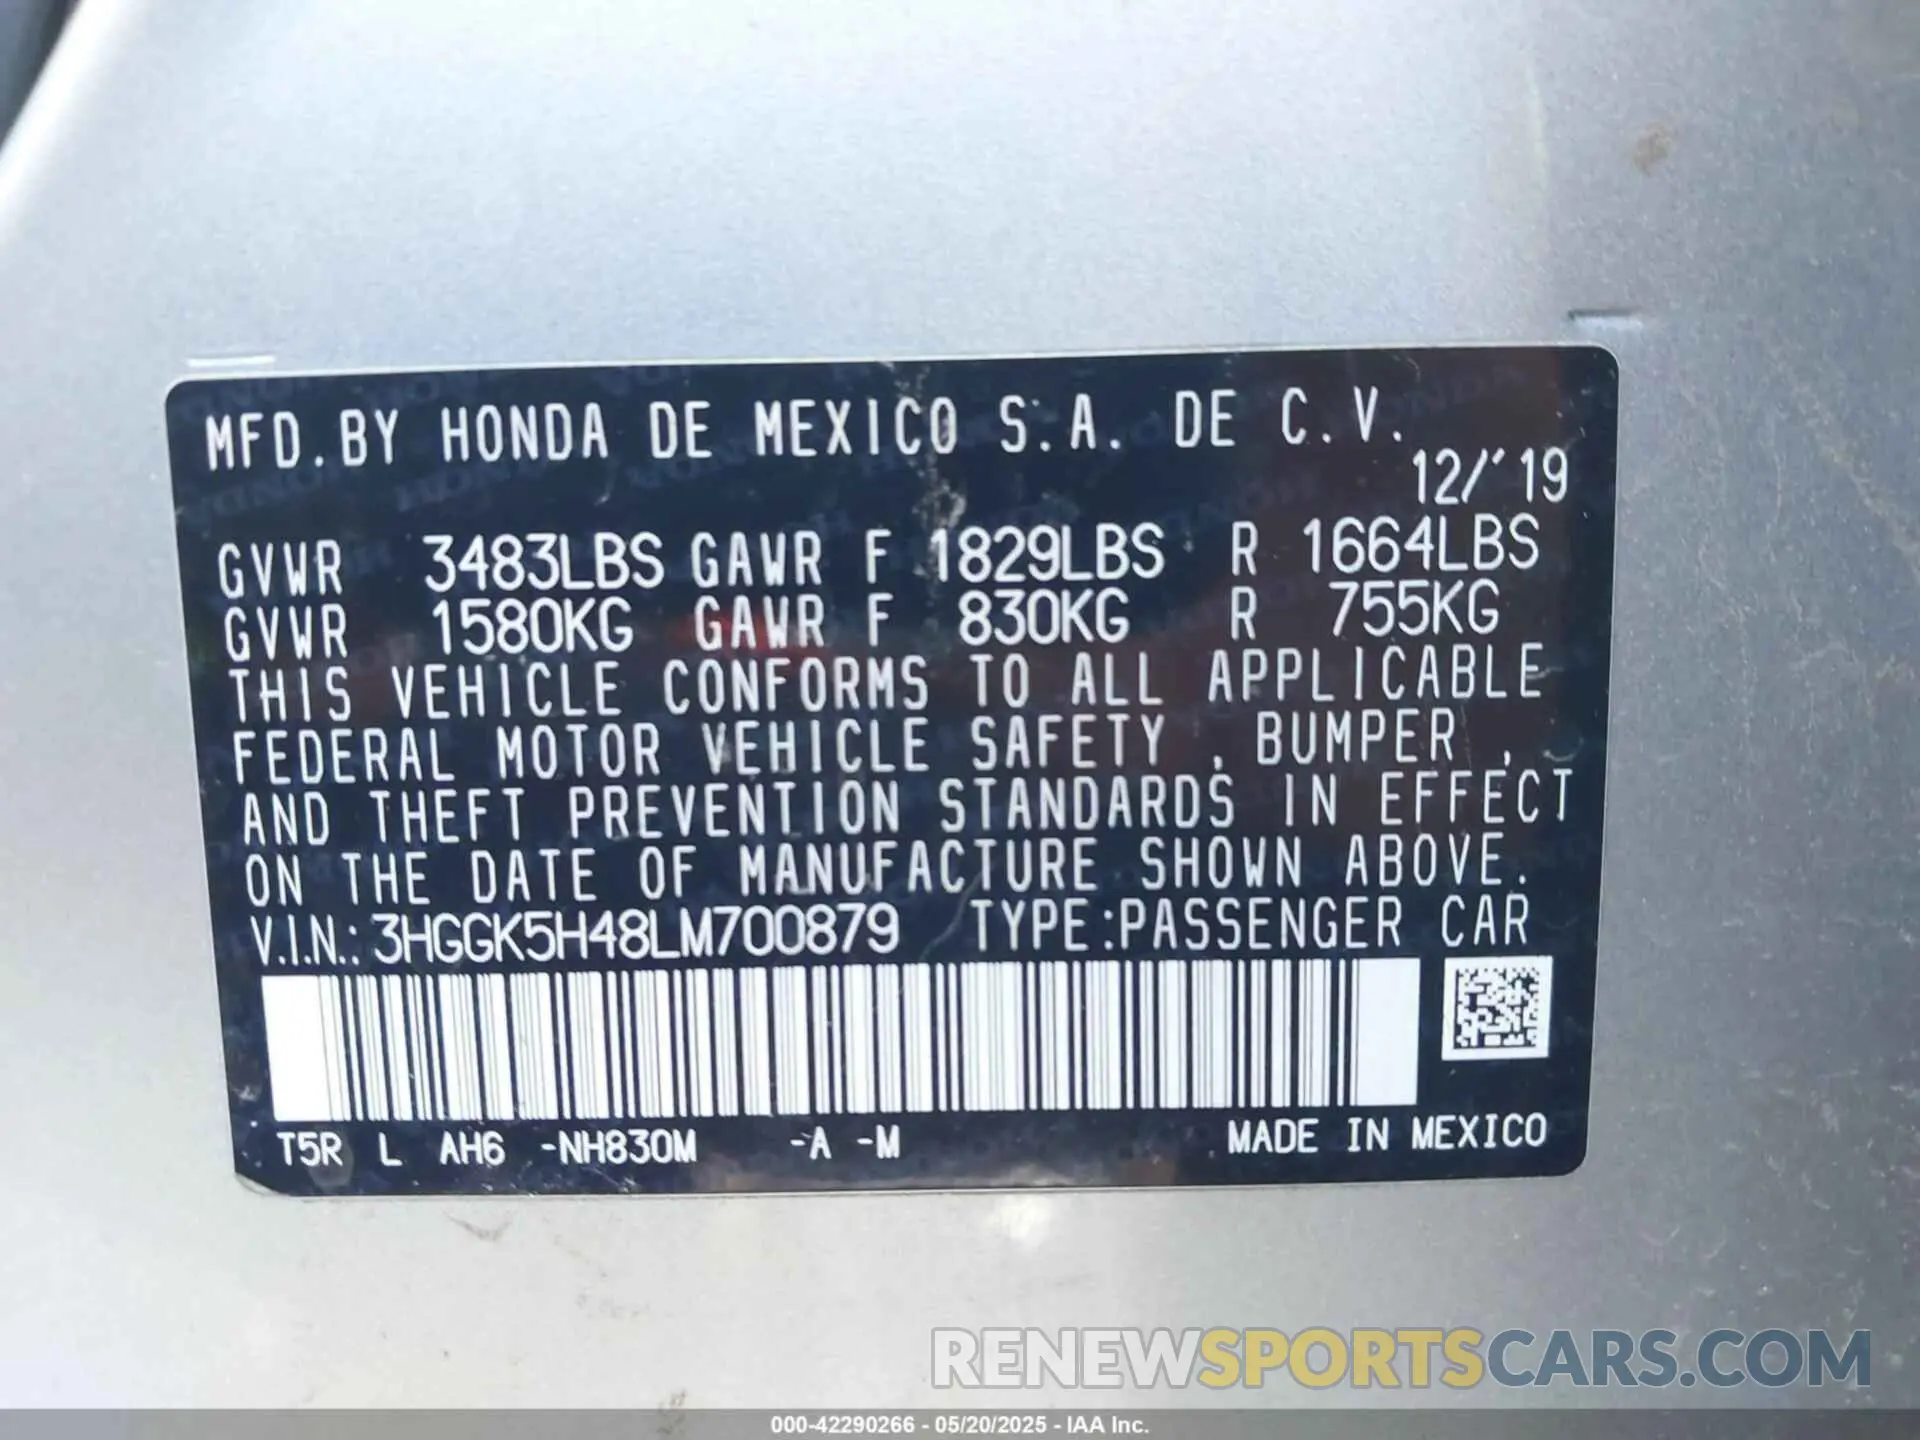 MFD.BY HONDA DE MEXICO S.A. DE C.V.
12/'19
GVWR 3483LBS GAWR F 1829LBS R 1664LBS
GVWR 1580KG GAWR F 830KG R 755KG
THIS VEHICLE CONFORMS TO ALL APPLICABLE
FEDERAL MOTOR VEHICLE SAFETY , BUMPER ,
AND THEFT PREVENTION STANDARDS IN EFFECT
ON THE DATE OF MANUFACTURE SHOWN ABOVE.
V.I.N.: 3HGGK5H48LM700879 TYPE:PASSENGER CAR
T5R L AH6 -NH830M -A -M MADE IN MEXICO
RENEWSPORTSCARS.COM
000-42290266 - 05/20/2025 - IAA Inc.